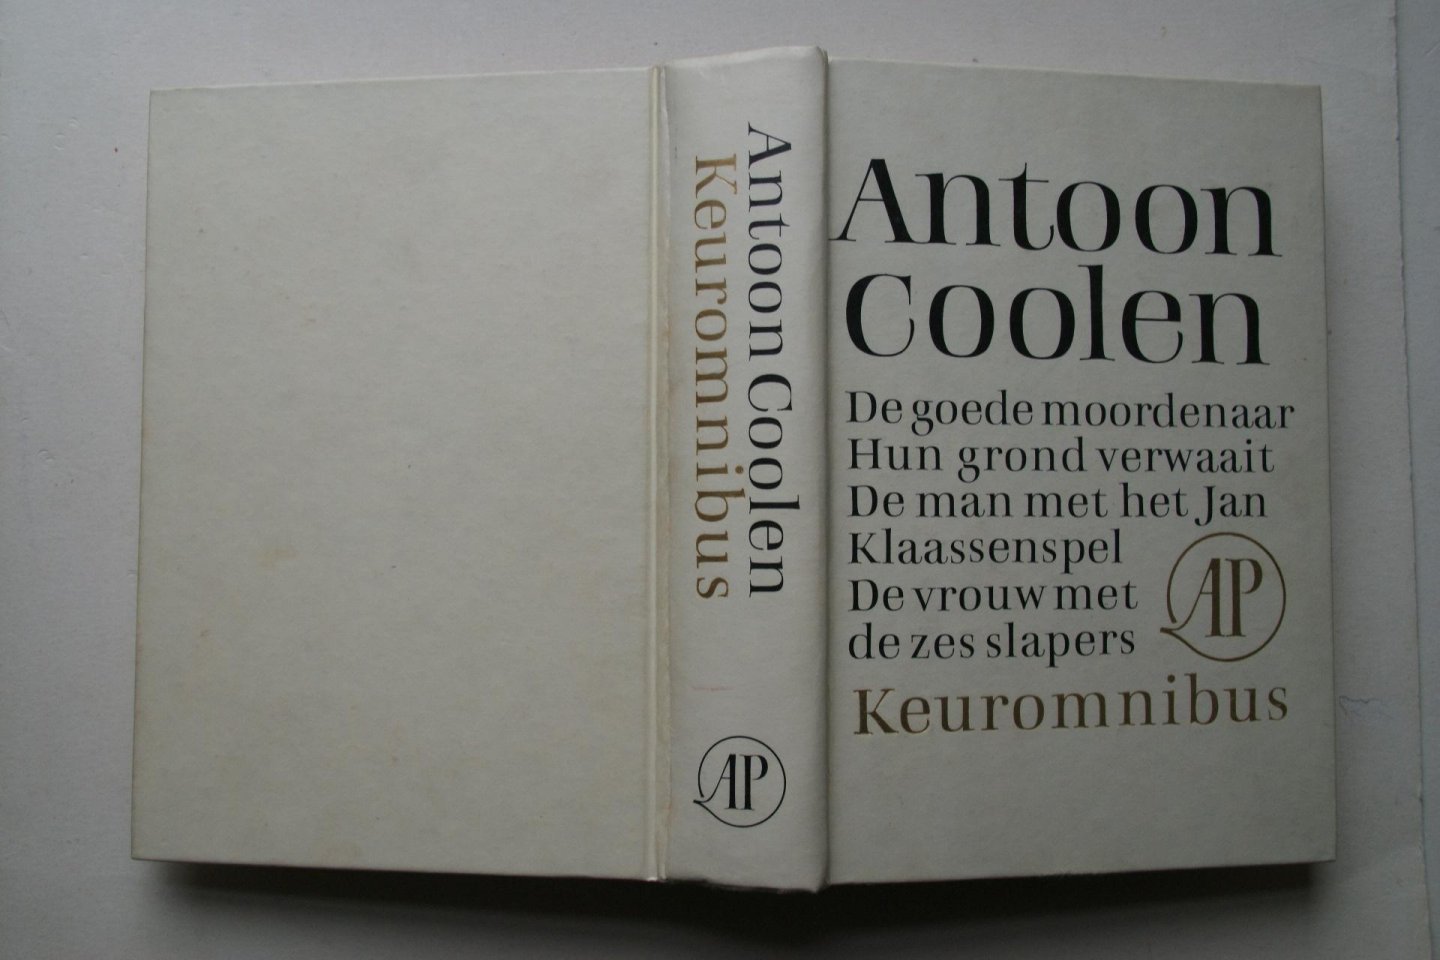 Antoon Coolen
Keuromnibus
AP
Antoon
Coolen
De goede moordenaar
Hun grond verwaait
De man met het Jan
Klaassenspel
De vrouw met
de zes slapers
AP
Keuromnibus